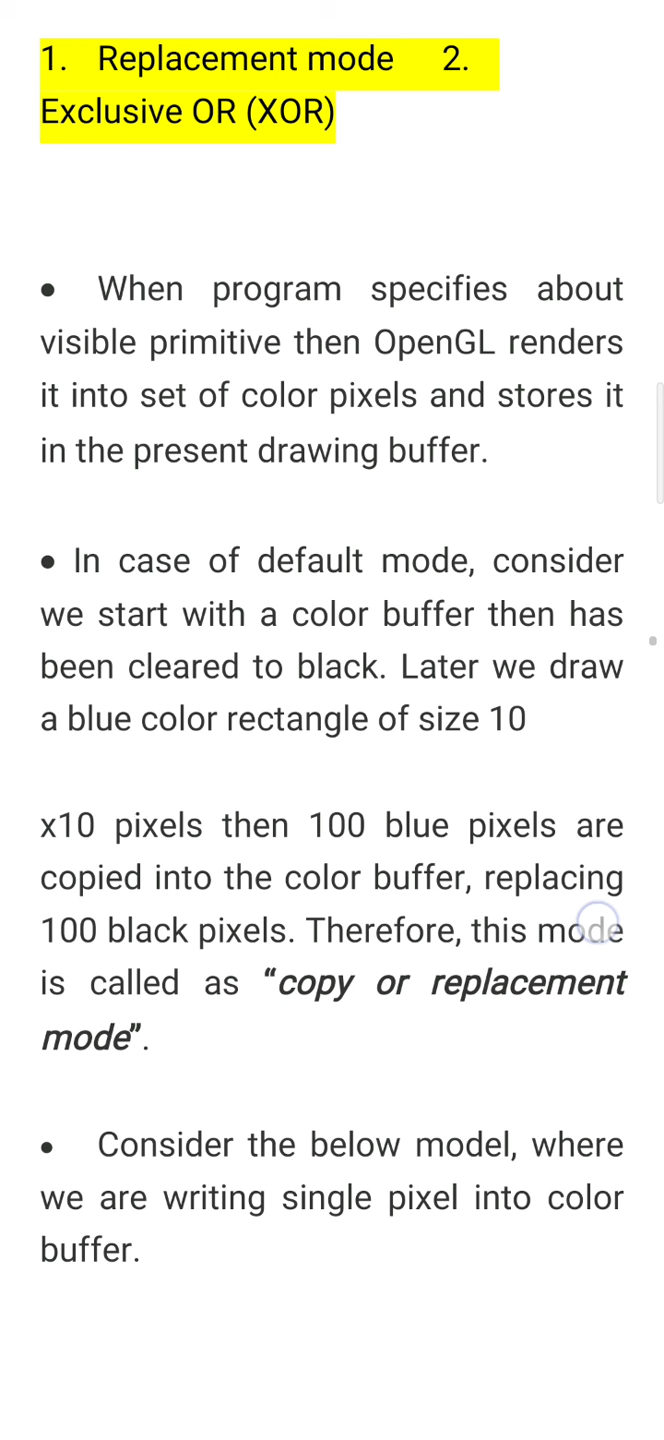 1. Replacement mode 2.
Exclusive OR (XOR)
• When program specifies about
visible primitive then OpenGL renders
it into set of color pixels and stores it
in the present drawing buffer.
• In case of default mode, consider
we start with a color buffer then has
been cleared to black. Later we draw
a blue color rectangle of size 10
x10 pixels then 100 blue pixels are
copied into the color buffer, replacing
100 black pixels. Therefore, this mode
is called as “copy or replacement
mode”.
• Consider the below model, where
we are writing single pixel into color
buffer.